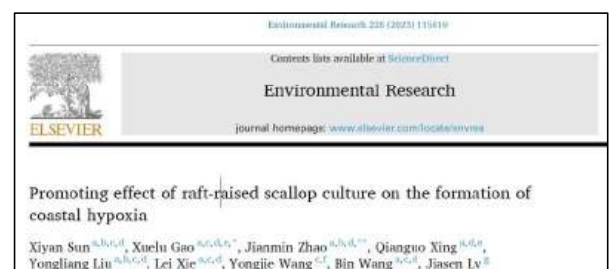 Environmental Research 228 (2023) 115810
Contents lists available at ScienceDirect
ELSEVIER
Environmental Research
journal homepage: www.elsevier.com/locate/envres
Promoting effect of raft-raised scallop culture on the formation of
coastal hypoxia
Xiyan Sun a,b,c,d, Xuelu Gao a,c,d,e,*, Jianmin Zhao a,b,d,**, Qianguo Xing a,d,e,
Yongliang Liu a,b,c,d, Lei Xie a,c,d, Yongjie Wang c,f, Bin Wang a,c,d, Jiasen Lv g